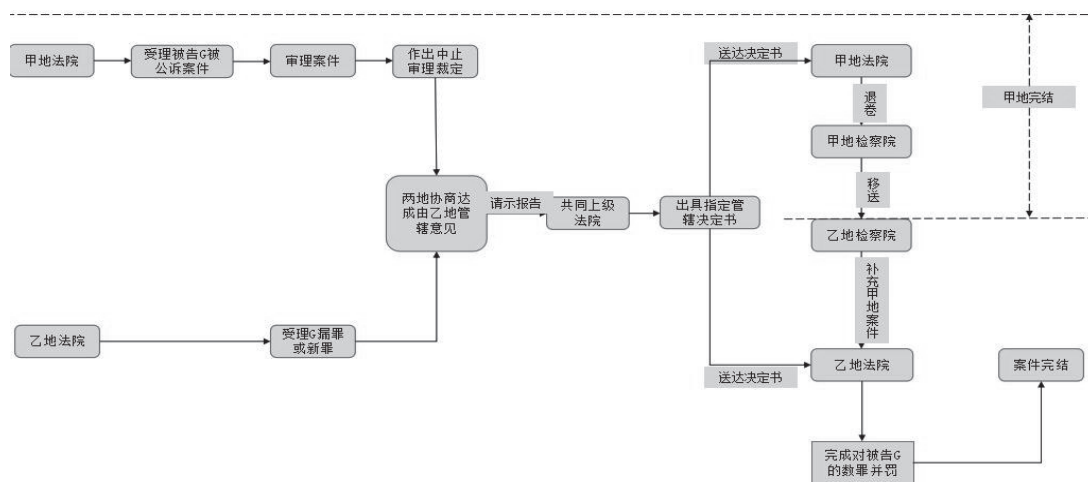 甲地法院
受理被告G被
公诉案件
审理案件
作出中止
审理裁定
送达决定书
甲地法院
退卷
甲地完结
甲地检察院
移送
两地协商达
成由乙地管
辖意见
请示报告
共同上级
法院
出具指定管
辖决定书
乙地检察院
补充甲地案件
乙地法院
受理G漏罪
或新罪
送达决定书
乙地法院
案件完结
完成对被告G
的数罪并罚